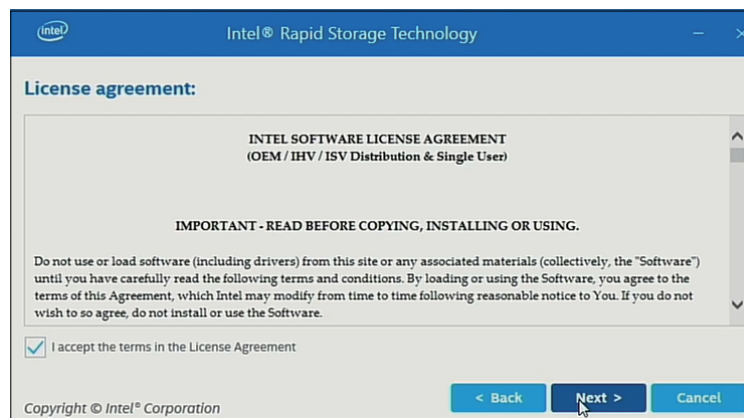 intel
Intel® Rapid Storage Technology
License agreement:
INTEL SOFTWARE LICENSE AGREEMENT
(OEM / IHV / ISV Distribution & Single User)
IMPORTANT - READ BEFORE COPYING, INSTALLING OR USING.
Do not use or load software (including drivers) from this site or any associated materials (collectively, the "Software")
until you have carefully read the following terms and conditions. By loading or using the Software, you agree to the
terms of this Agreement, which Intel may modify from time to time following reasonable notice to You. If you do not
wish to so agree, do not install or use the Software.
I accept the terms in the License Agreement
< Back
Next >
Cancel
Copyright © Intel® Corporation